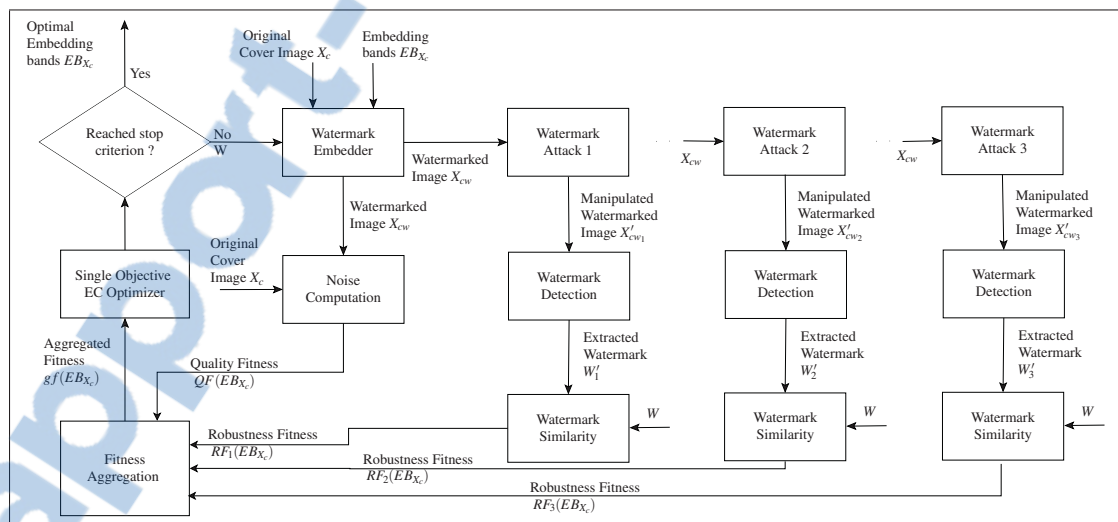 Optimal
Embedding
bands EB_{X_c}
Yes
Reached stop
criterion ?
No
W
Original
Cover Image X_c
Embedding
bands EB_{X_c}
Watermark
Embedder
Watermarked
Image X_{cw}
Watermark
Attack 1
X_{cw}
Watermark
Attack 2
X_{cw}
Watermark
Attack 3
Watermarked
Image X_{cw}
Manipulated
Watermarked
Image X'_{cw_1}
Manipulated
Watermarked
Image X'_{cw_2}
Manipulated
Watermarked
Image X'_{cw_3}
Single Objective
EC Optimizer
Original
Cover
Image X_c
Noise
Computation
Watermark
Detection
Watermark
Detection
Watermark
Detection
Aggregated
Fitness
gf(EB_{X_c})
Quality Fitness
QF(EB_{X_c})
Extracted
Watermark
W'_1
Extracted
Watermark
W'_2
Extracted
Watermark
W'_3
Fitness
Aggregation
Robustness Fitness
RF_1(EB_{X_c})
Watermark
Similarity
W
Watermark
Similarity
W
Watermark
Similarity
W
Robustness Fitness
RF_2(EB_{X_c})
Robustness Fitness
RF_3(EB_{X_c})
apport-